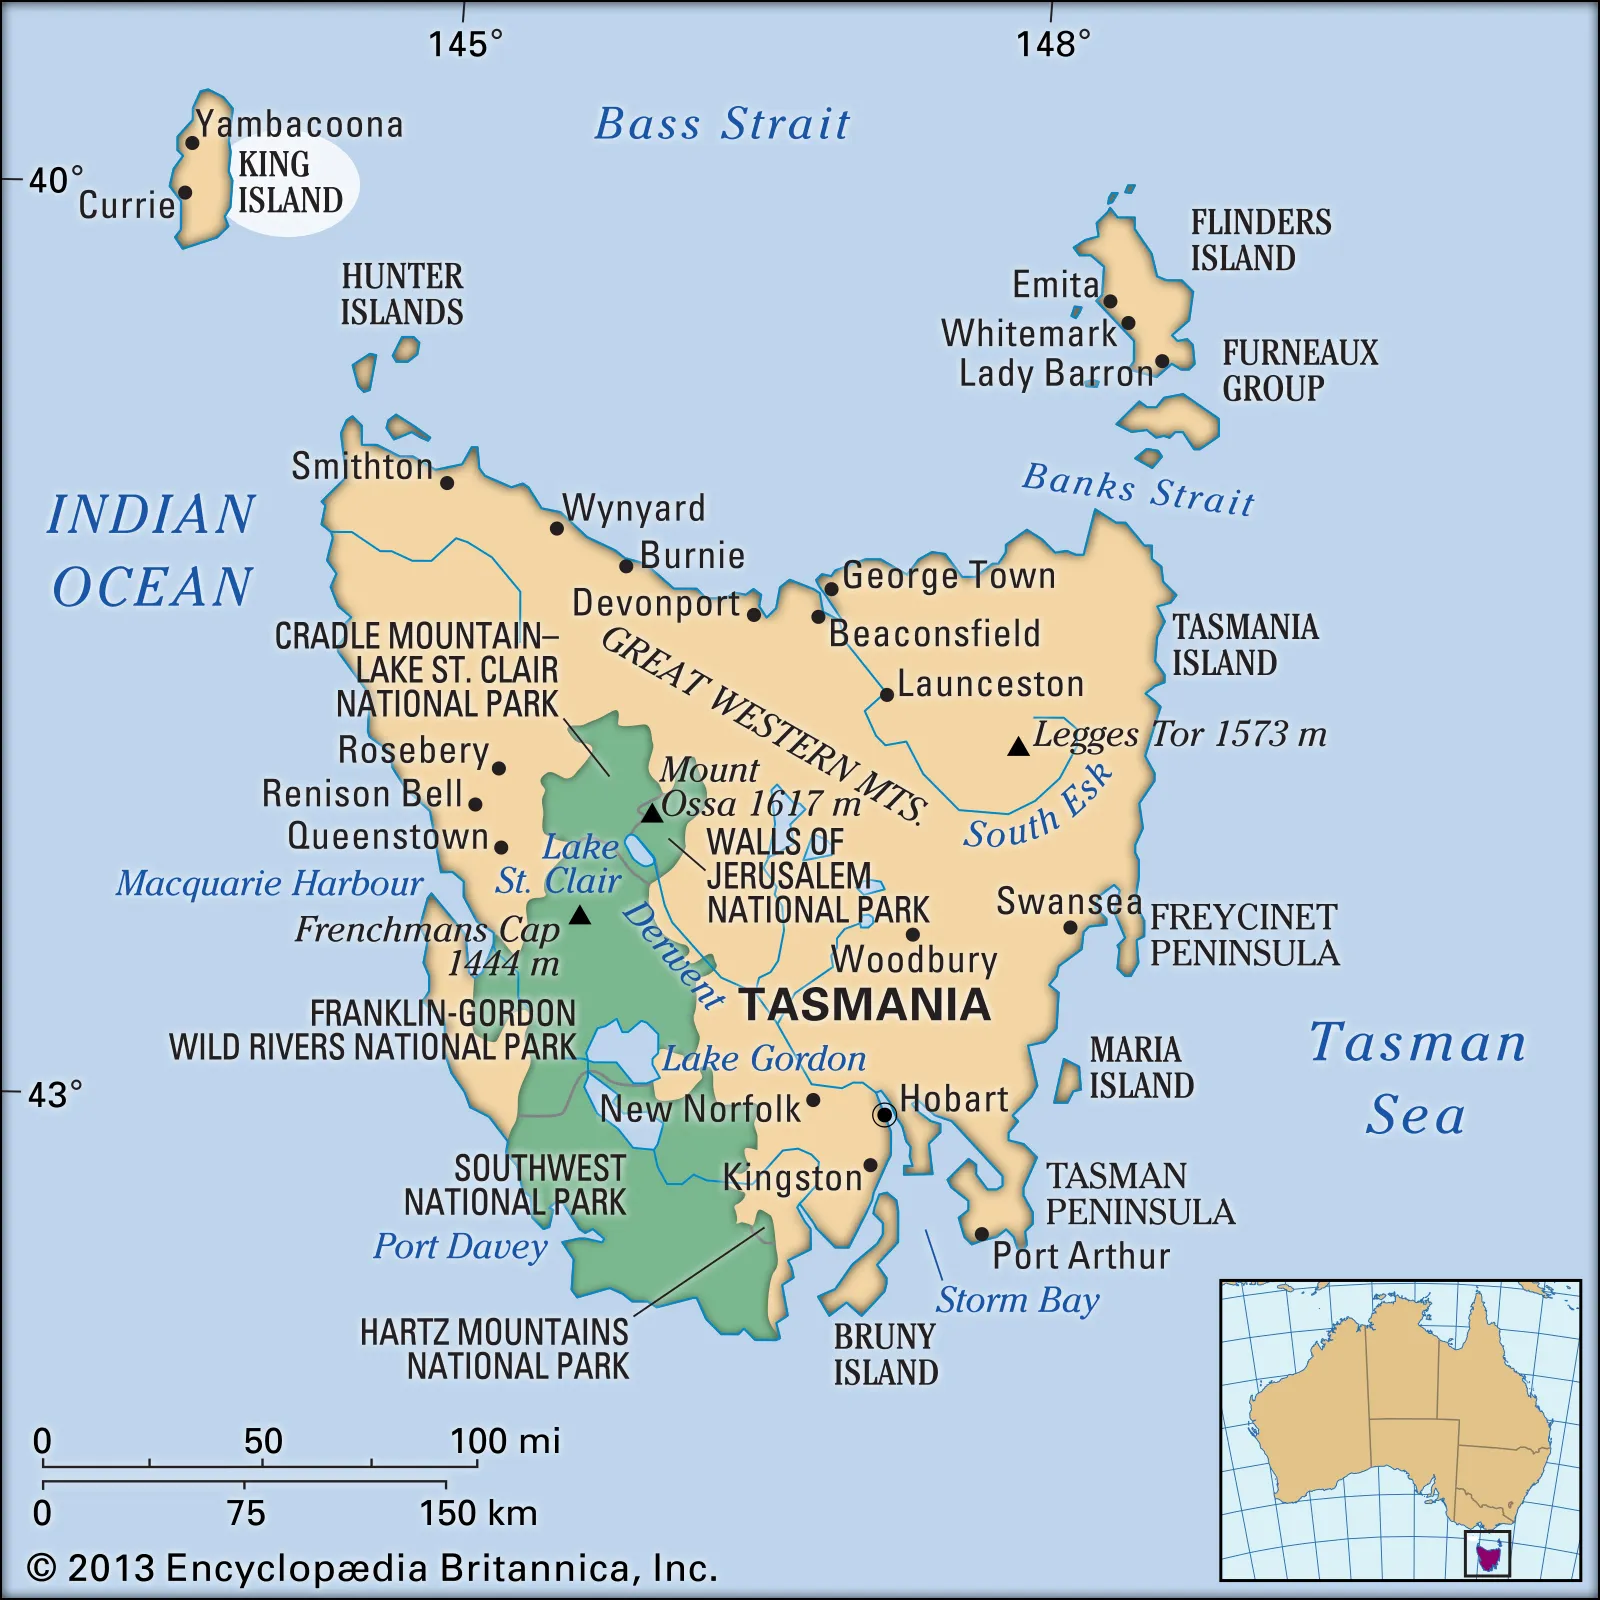 145°
148°
Yambacoona
KING
ISLAND
Bass Strait
40°
Currie
FLINDERS
ISLAND
HUNTER
ISLANDS
Emita
Whitemark
Lady Barron
FURNEAUX
GROUP
Smithton
Banks Strait
INDIAN
OCEAN
Wynyard
Burnie
George Town
Devonport
Beaconsfield
TASMANIA
ISLAND
CRADLE MOUNTAIN–
LAKE ST. CLAIR
NATIONAL PARK
GREAT WESTERN MTS.
Launceston
Legges Tor 1573 m
Rosebery
Mount
Ossa 1617 m
Renison Bell
South Esk
Queenstown
Lake
St. Clair
WALLS OF
JERUSALEM
NATIONAL PARK
Macquarie Harbour
Swansea
FREYCINET
PENINSULA
Frenchmans Cap
1444 m
Derwent
Woodbury
TASMANIA
FRANKLIN-GORDON
WILD RIVERS NATIONAL PARK
Lake Gordon
MARIA
ISLAND
Tasman
Sea
43°
New Norfolk
Hobart
SOUTHWEST
NATIONAL PARK
Kingston
TASMAN
PENINSULA
Port Davey
Port Arthur
Storm Bay
HARTZ MOUNTAINS
NATIONAL PARK
BRUNY
ISLAND
0 50 100 mi
0 75 150 km
© 2013 Encyclopædia Britannica, Inc.